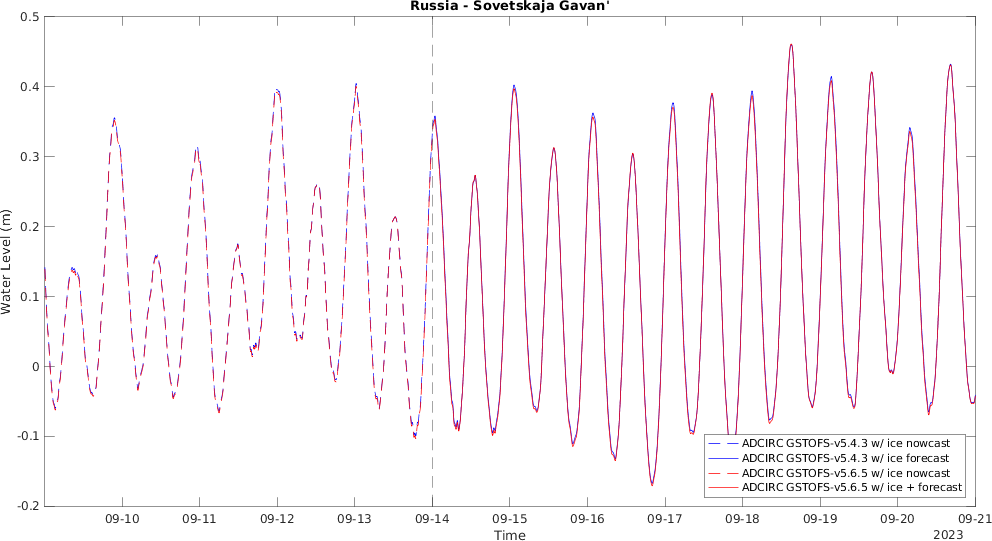 Russia - Sovetskaja Gavan'
0.5
0.4
0.3
0.2
0.1
0
-0.1
-0.2
Water Level (m)
ADCIRC GSTOFS-v5.4.3 w/ ice nowcast
ADCIRC GSTOFS-v5.4.3 w/ ice forecast
ADCIRC GSTOFS-v5.6.5 w/ ice nowcast
ADCIRC GSTOFS-v5.6.5 w/ ice + forecast
09-10 09-11 09-12 09-13 09-14 09-15 09-16 09-17 09-18 09-19 09-20 09-21
Time
2023